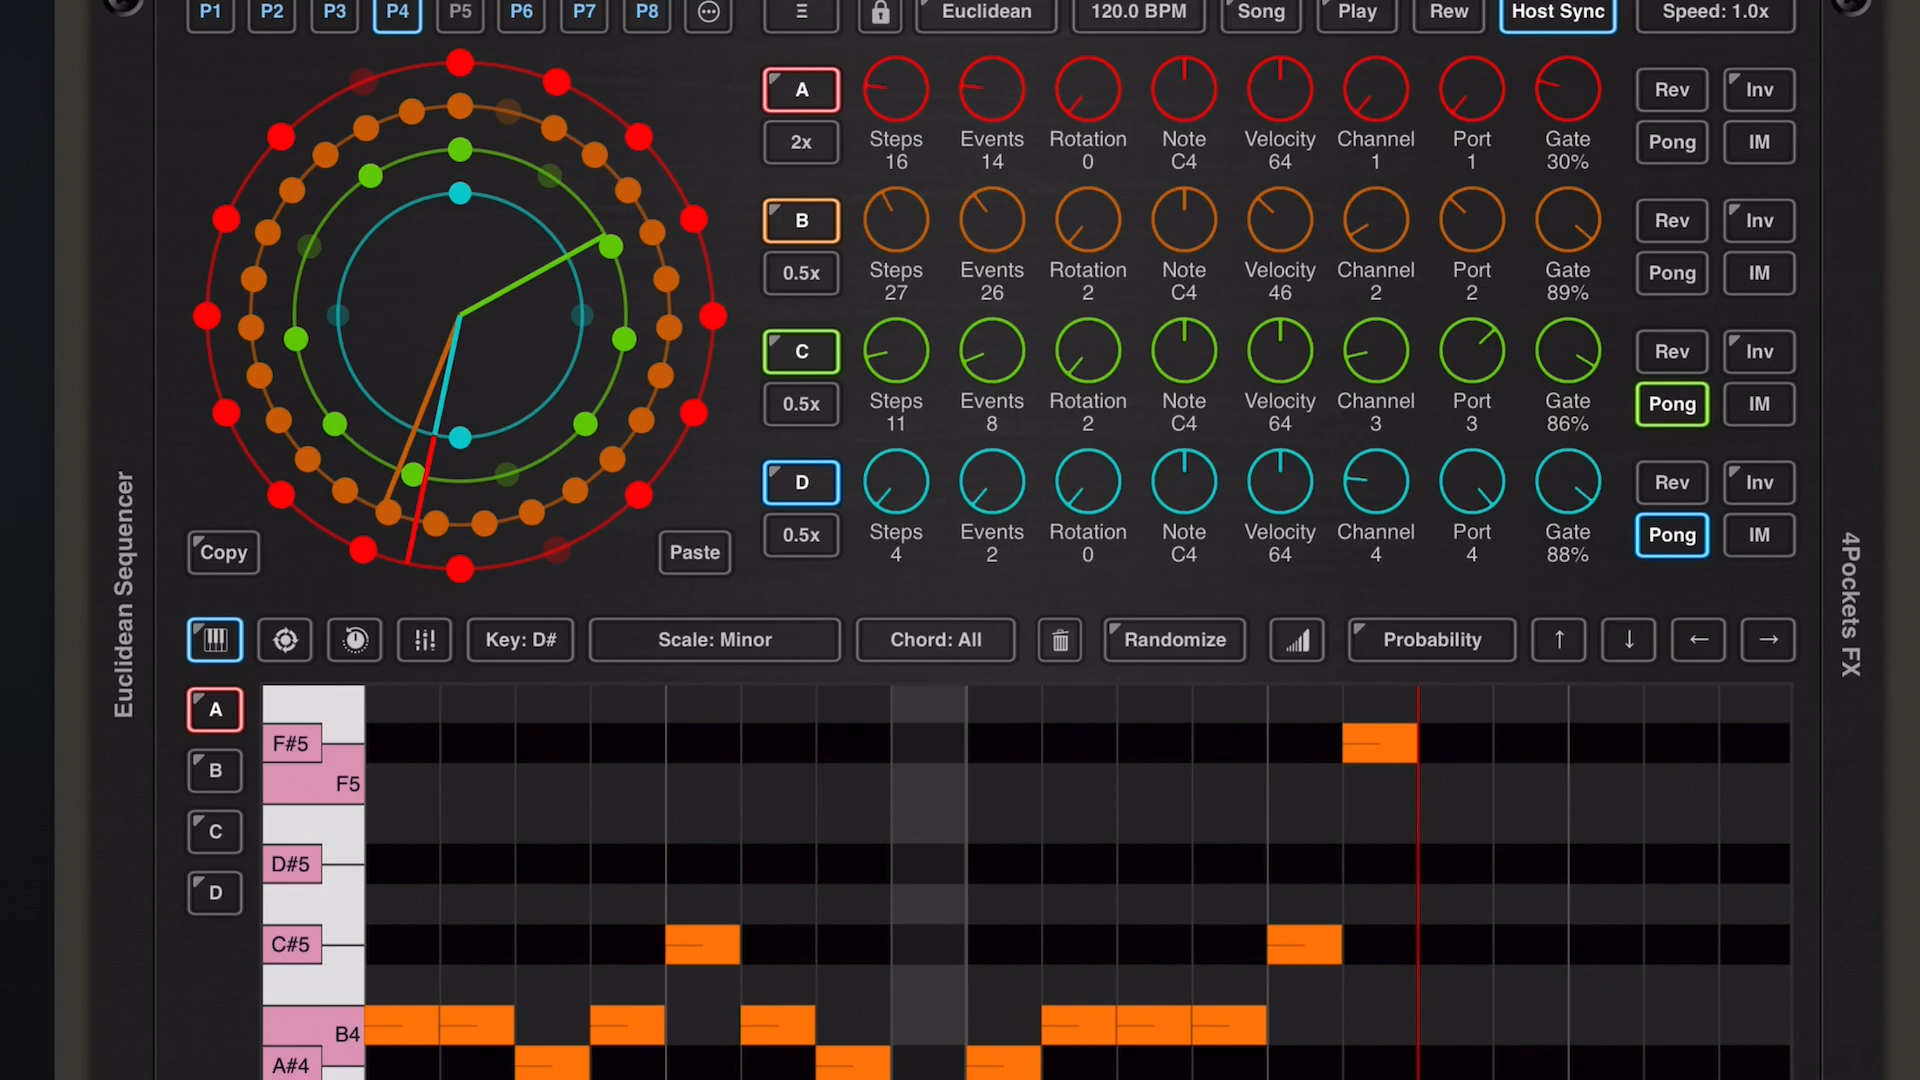 P1 P2 P3 P4 P5 P6 P7 P8 Euclidean 120.0 BPM Song Play Rew Host Sync Speed: 1.0x
A Rev Inv
Steps Events Rotation Note Velocity Channel Port Gate
2x Pong IM
16 14 0 C4 64 1 1 30%
B Rev Inv
Steps Events Rotation Note Velocity Channel Port Gate
0.5x Pong IM
27 26 2 C4 46 2 2 89%
C Rev Inv
Steps Events Rotation Note Velocity Channel Port Gate
0.5x Pong IM
11 8 2 C4 64 3 3 86%
D Rev Inv
Steps Events Rotation Note Velocity Channel Port Gate
0.5x Pong IM
4 2 0 C4 64 4 4 88%
Copy Paste
Euclidean Sequencer
4Pockets FX
Key: D# Scale: Minor Chord: All Randomize Probability ↑ ↓ ← →
A
F#5
B
F5
C
D#5
D
C#5
B4
A#4